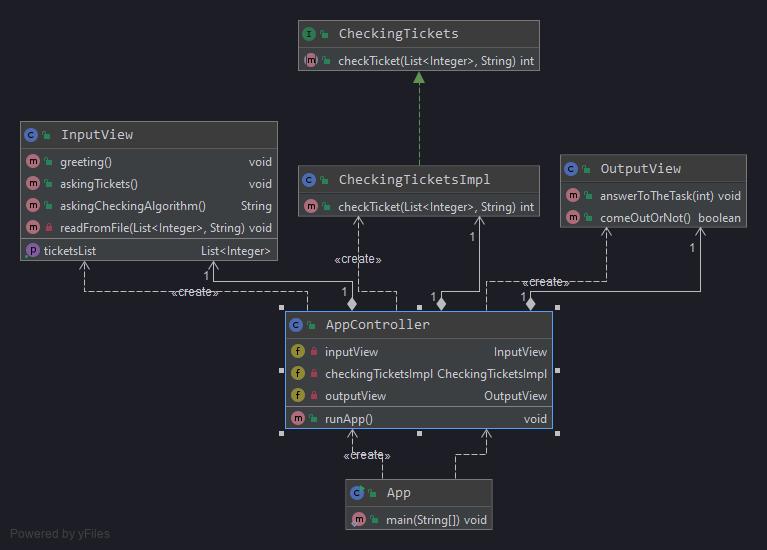 CheckingTickets
checkTicket(List<Integer>, String) int
InputView
greeting() void
askingTickets() void
askingCheckingAlgorithm() String
readFromFile(List<Integer>, String) void
ticketsList List<Integer>
CheckingTicketsImpl
checkTicket(List<Integer>, String) int
OutputView
answerToTheTask(int) void
comeOutOrNot() boolean
1
1
«create»
1
1
«create»
1
«create»
1
AppController
inputView InputView
checkingTicketsImpl CheckingTicketsImpl
outputView OutputView
runApp() void
«create»
App
main(String[]) void
Powered by yFiles